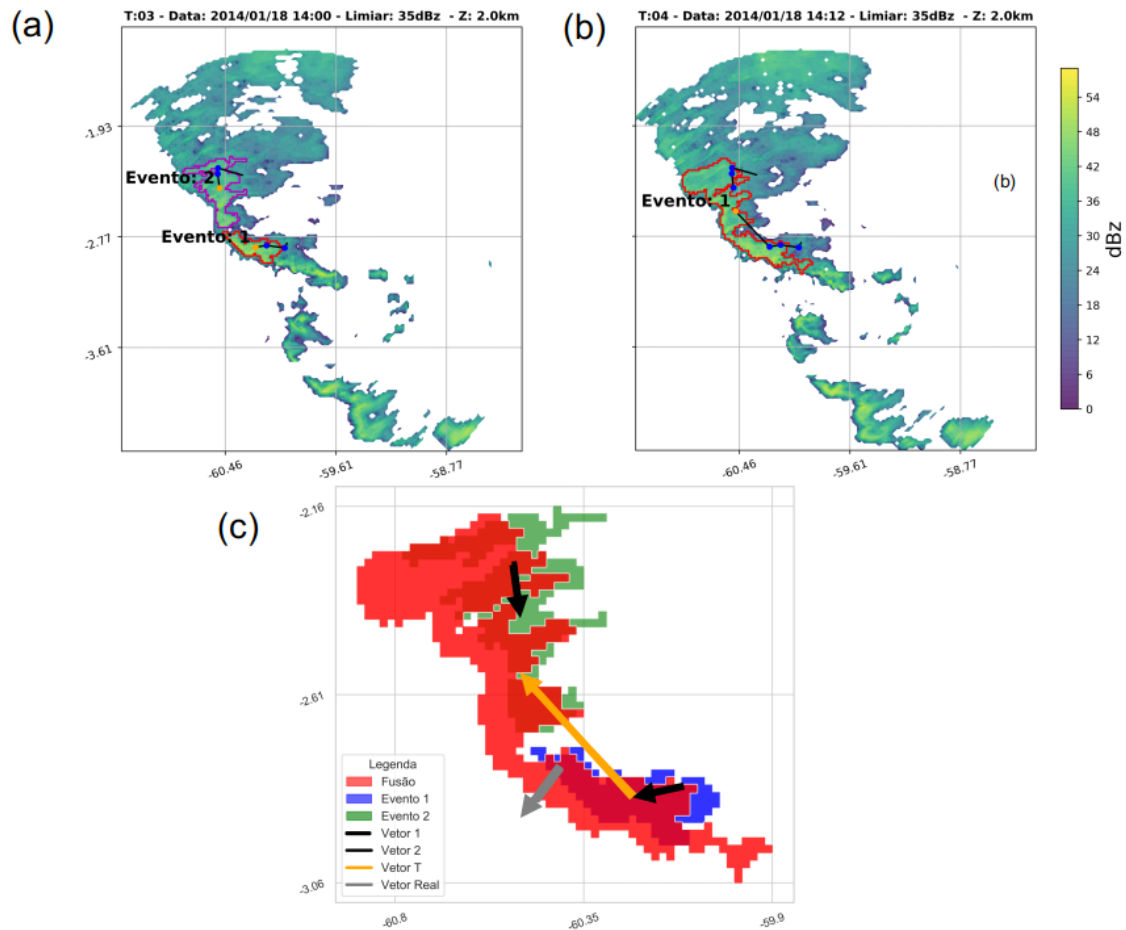 (a)
T:03 - Data: 2014/01/18 14:00 - Limiar: 35dBz - Z: 2.0km
-1.93
-2.77
-3.61
Evento: 2
Evento: 1
-60.46
-59.61
-58.77
(b)
T:04 - Data: 2014/01/18 14:12 - Limiar: 35dBz - Z: 2.0km
Evento: 1
(b)
-60.46
-59.61
-58.77
54
48
42
36
30
24
18
12
6
0
dBz
(c)
-2.16
-2.61
-3.06
Legenda
Fusão
Evento 1
Evento 2
Vetor 1
Vetor 2
Vetor T
Vetor Real
-60.8
-60.35
-59.9